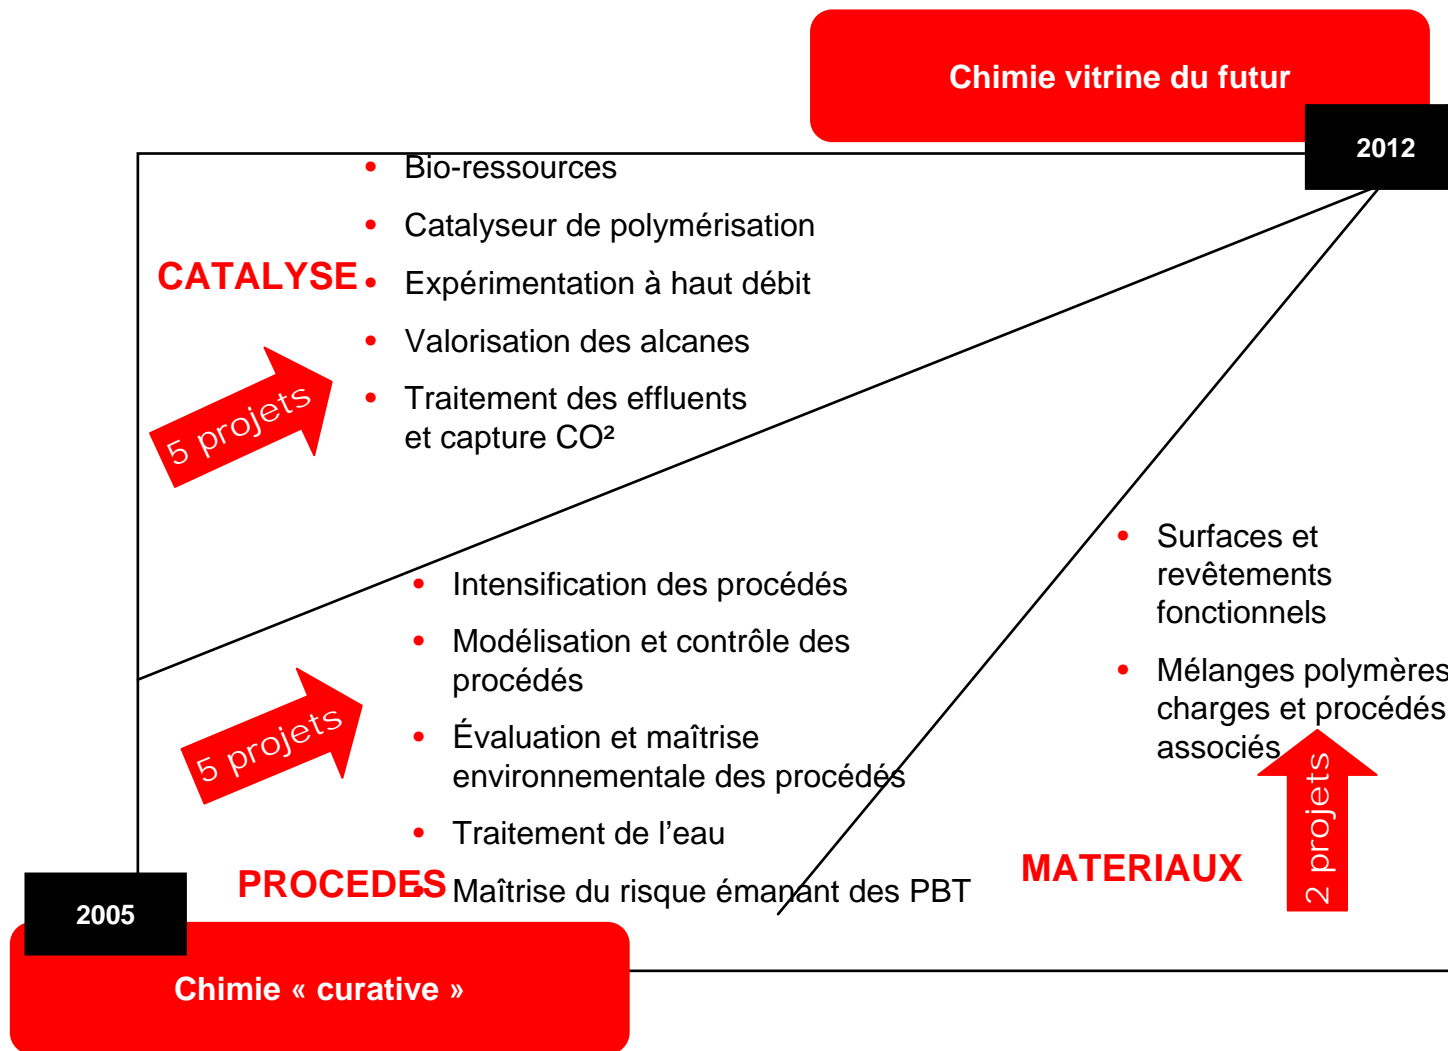 Chimie vitrine du futur
2012
• Bio-ressources
• Catalyseur de polymérisation
CATALYSE
• Expérimentation à haut débit
• Valorisation des alcanes
5 projets
• Traitement des effluents
et capture CO²
• Surfaces et
revêtements
fonctionnels
• Mélanges polymères
charges et procédés
associés
2 projets
MATERIAUX
• Intensification des procédés
• Modélisation et contrôle des
procédés
5 projets
• Évaluation et maîtrise
environnementale des procédés
• Traitement de l’eau
PROCEDES
• Maîtrise du risque émanant des PBT
2005
Chimie « curative »